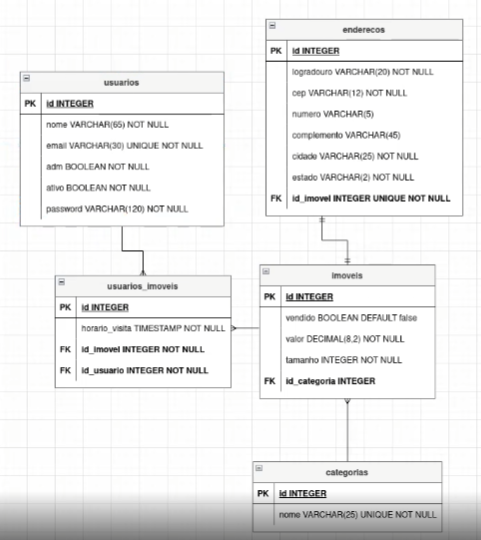 enderecos
PK id INTEGER
logradouro VARCHAR(20) NOT NULL
cep VARCHAR(12) NOT NULL
numero VARCHAR(5)
complemento VARCHAR(45)
cidade VARCHAR(25) NOT NULL
estado VARCHAR(2) NOT NULL
FK id_imovel INTEGER UNIQUE NOT NULL
usuarios
PK id INTEGER
nome VARCHAR(65) NOT NULL
email VARCHAR(30) UNIQUE NOT NULL
adm BOOLEAN NOT NULL
ativo BOOLEAN NOT NULL
password VARCHAR(120) NOT NULL
usuarios_imoveis
PK id INTEGER
horario_visita TIMESTAMP NOT NULL
FK id_imovel INTEGER NOT NULL
FK id_usuario INTEGER NOT NULL
imoveis
PK id INTEGER
vendido BOOLEAN DEFAULT false
valor DECIMAL(8,2) NOT NULL
tamanho INTEGER NOT NULL
FK id_categoria INTEGER
categorias
PK id INTEGER
nome VARCHAR(25) UNIQUE NOT NULL